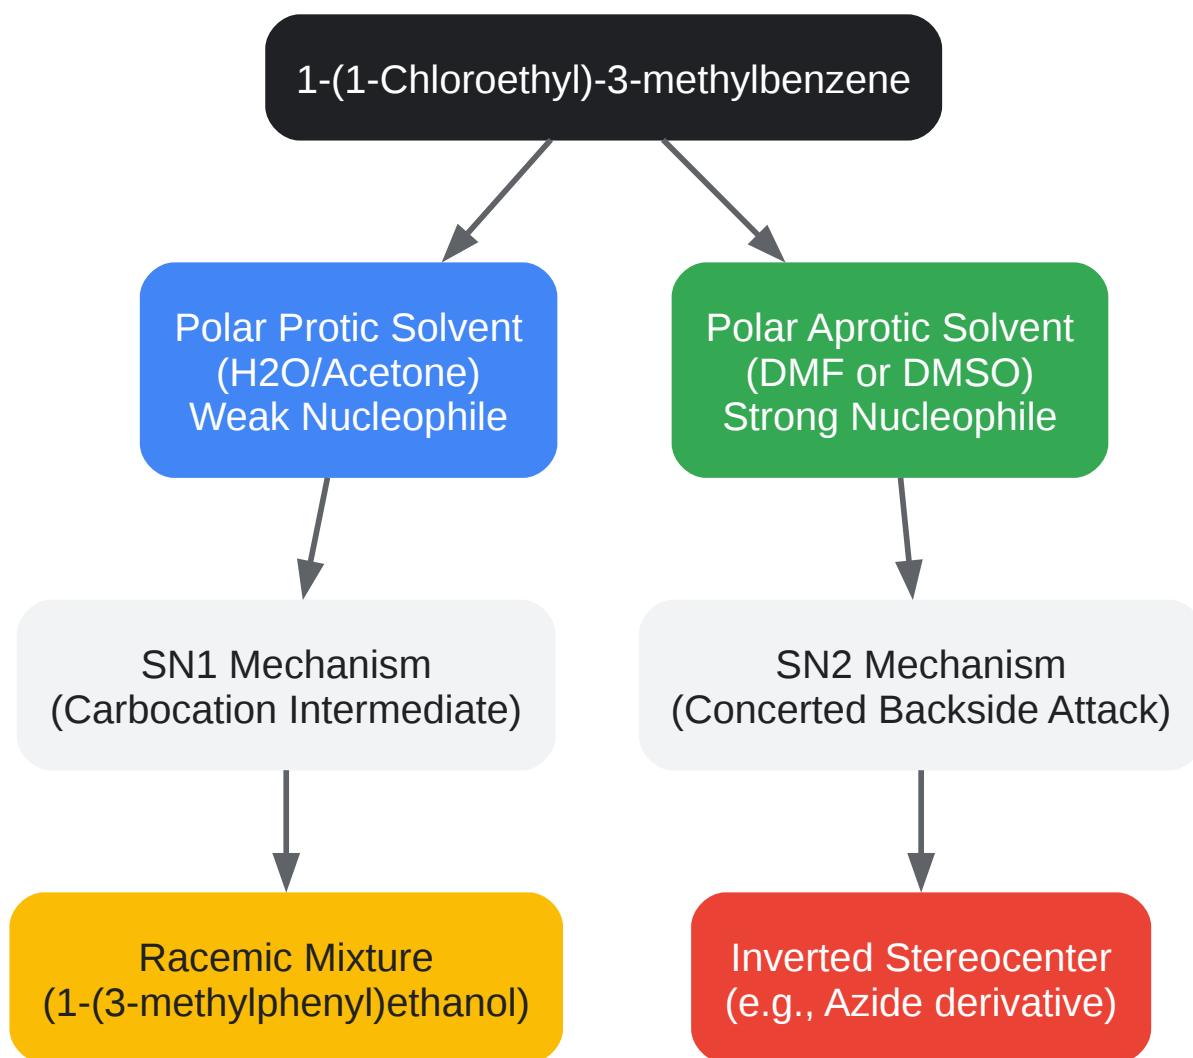 1-(1-Chloroethyl)-3-methylbenzene
Polar Protic Solvent
(H2O/Acetone)
Weak Nucleophile
Polar Aprotic Solvent
(DMF or DMSO)
Strong Nucleophile
SN1 Mechanism
(Carbocation Intermediate)
SN2 Mechanism
(Concerted Backside Attack)
Racemic Mixture
(1-(3-methylphenyl)ethanol)
Inverted Stereocenter
(e.g., Azide derivative)